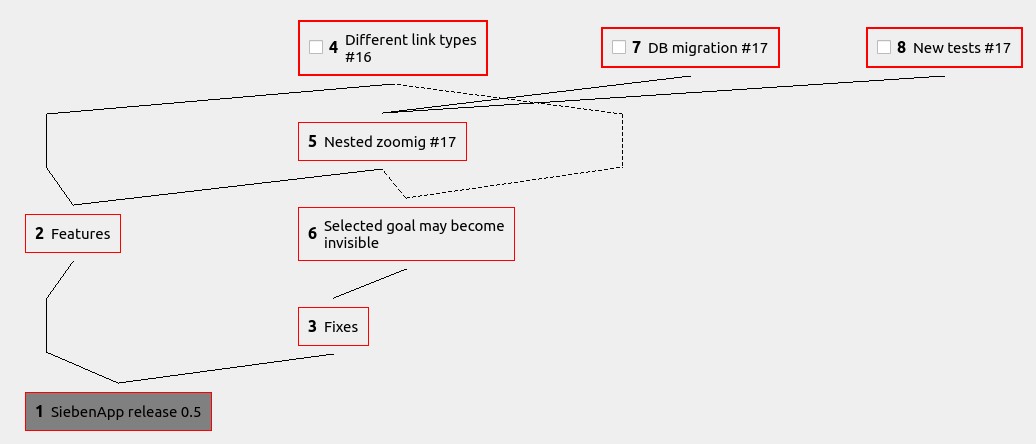 4 Different link types
#16
7 DB migration #17
8 New tests #17
5 Nested zoomig #17
2 Features
6 Selected goal may become
invisible
3 Fixes
1 SiebenApp release 0.5